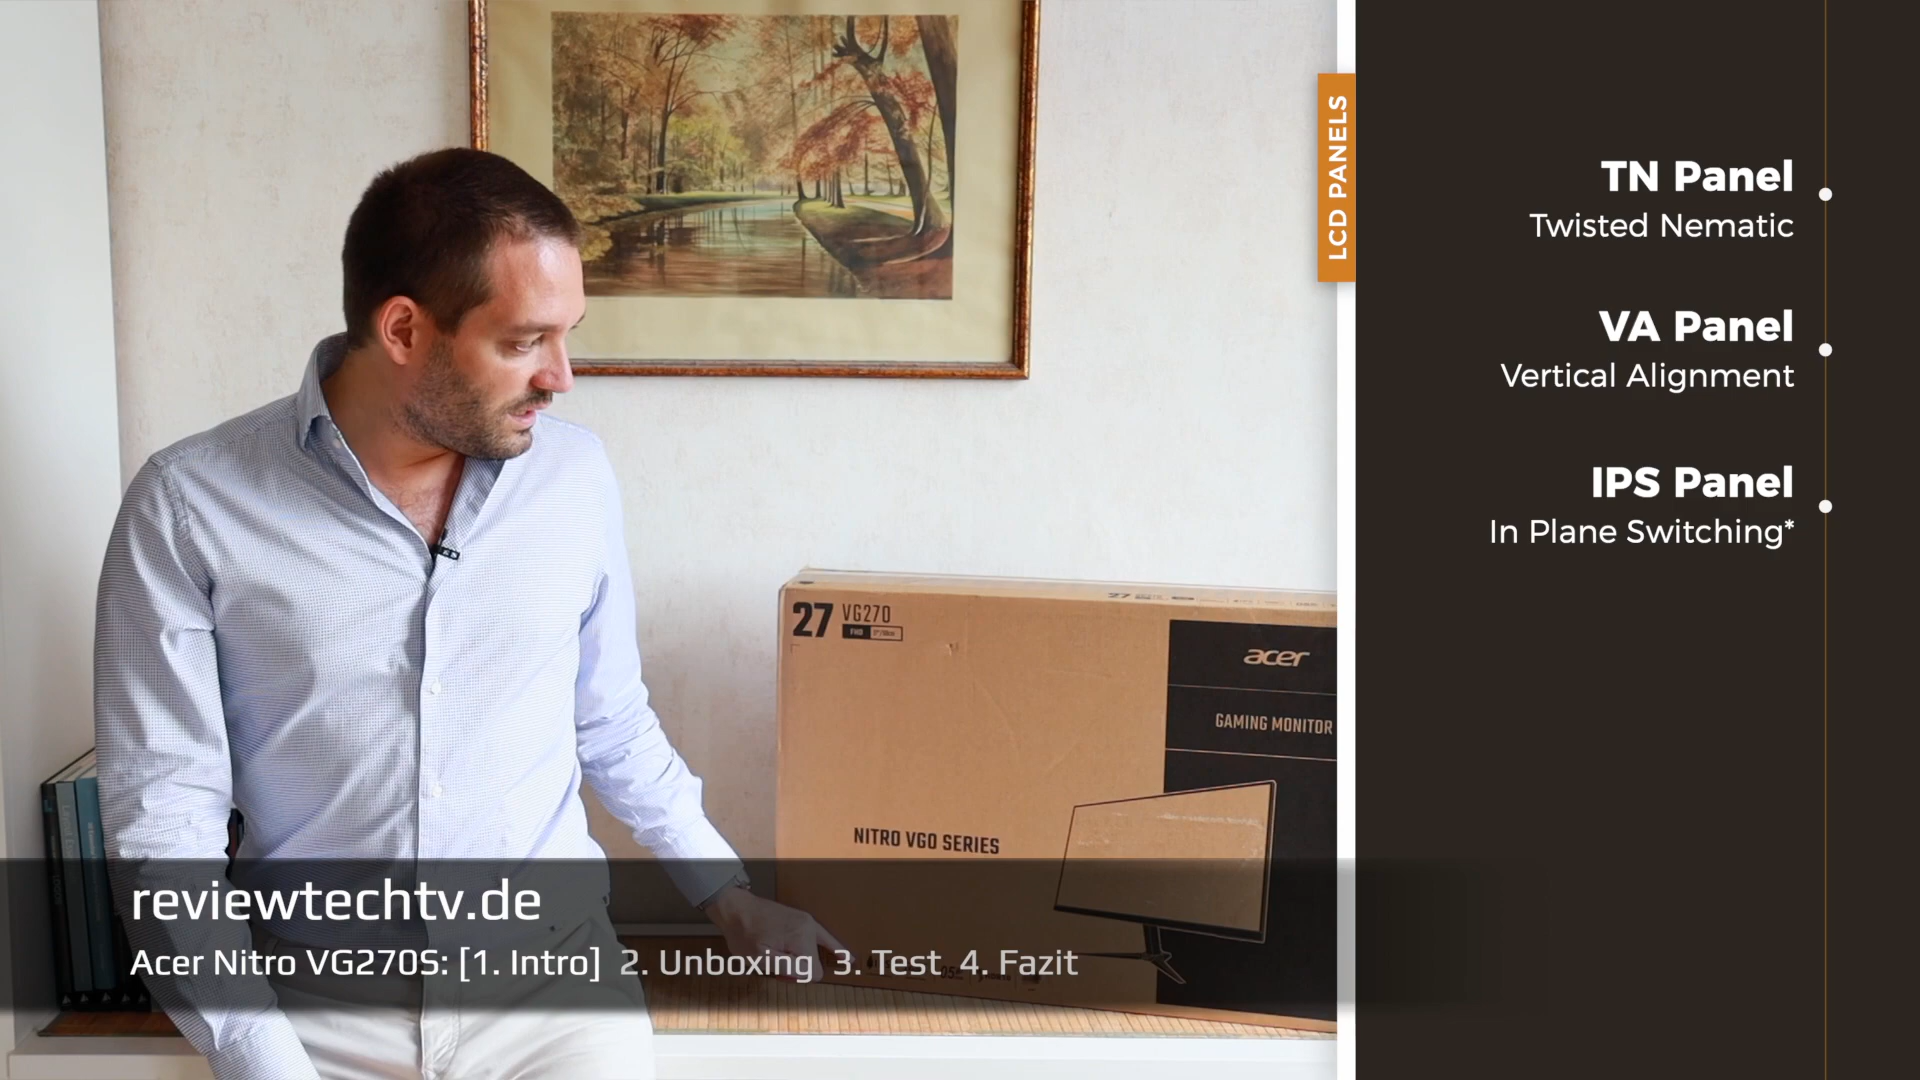 LCD PANELS
TN Panel
Twisted Nematic
VA Panel
Vertical Alignment
IPS Panel
In Plane Switching*
27 VG270
FHD
acer
GAMING MONITOR
NITRO VG0 SERIES
reviewtechtv.de
Acer Nitro VG270S: [1. Intro] 2. Unboxing 3. Test 4. Fazit